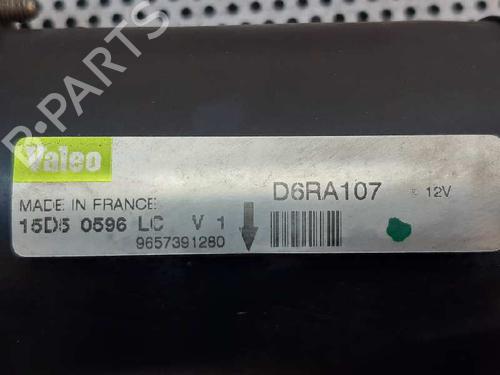 B-PARTS
Valeo
D6RA107 12V
MADE IN FRANCE
15D5 0596 LC V 1
9657391280